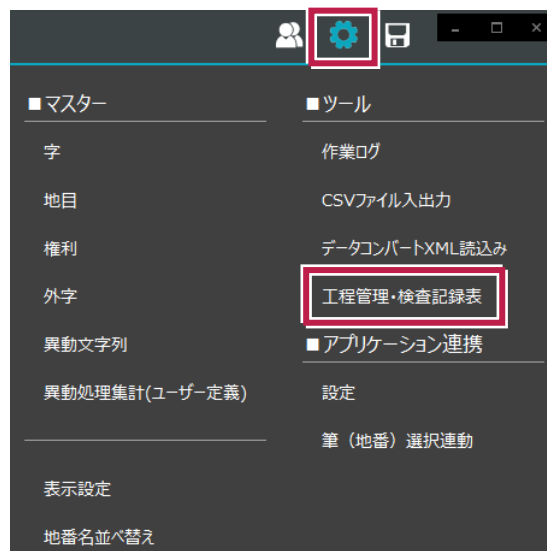 ■マスター
字
地目
権利
外字
異動文字列
異動処理集計(ユーザー定義)
表示設定
地番名並べ替え
■ツール
作業ログ
CSVファイル入出力
データコンバートXML読込み
工程管理・検査記録表
■アプリケーション連携
設定
筆（地番）選択連動